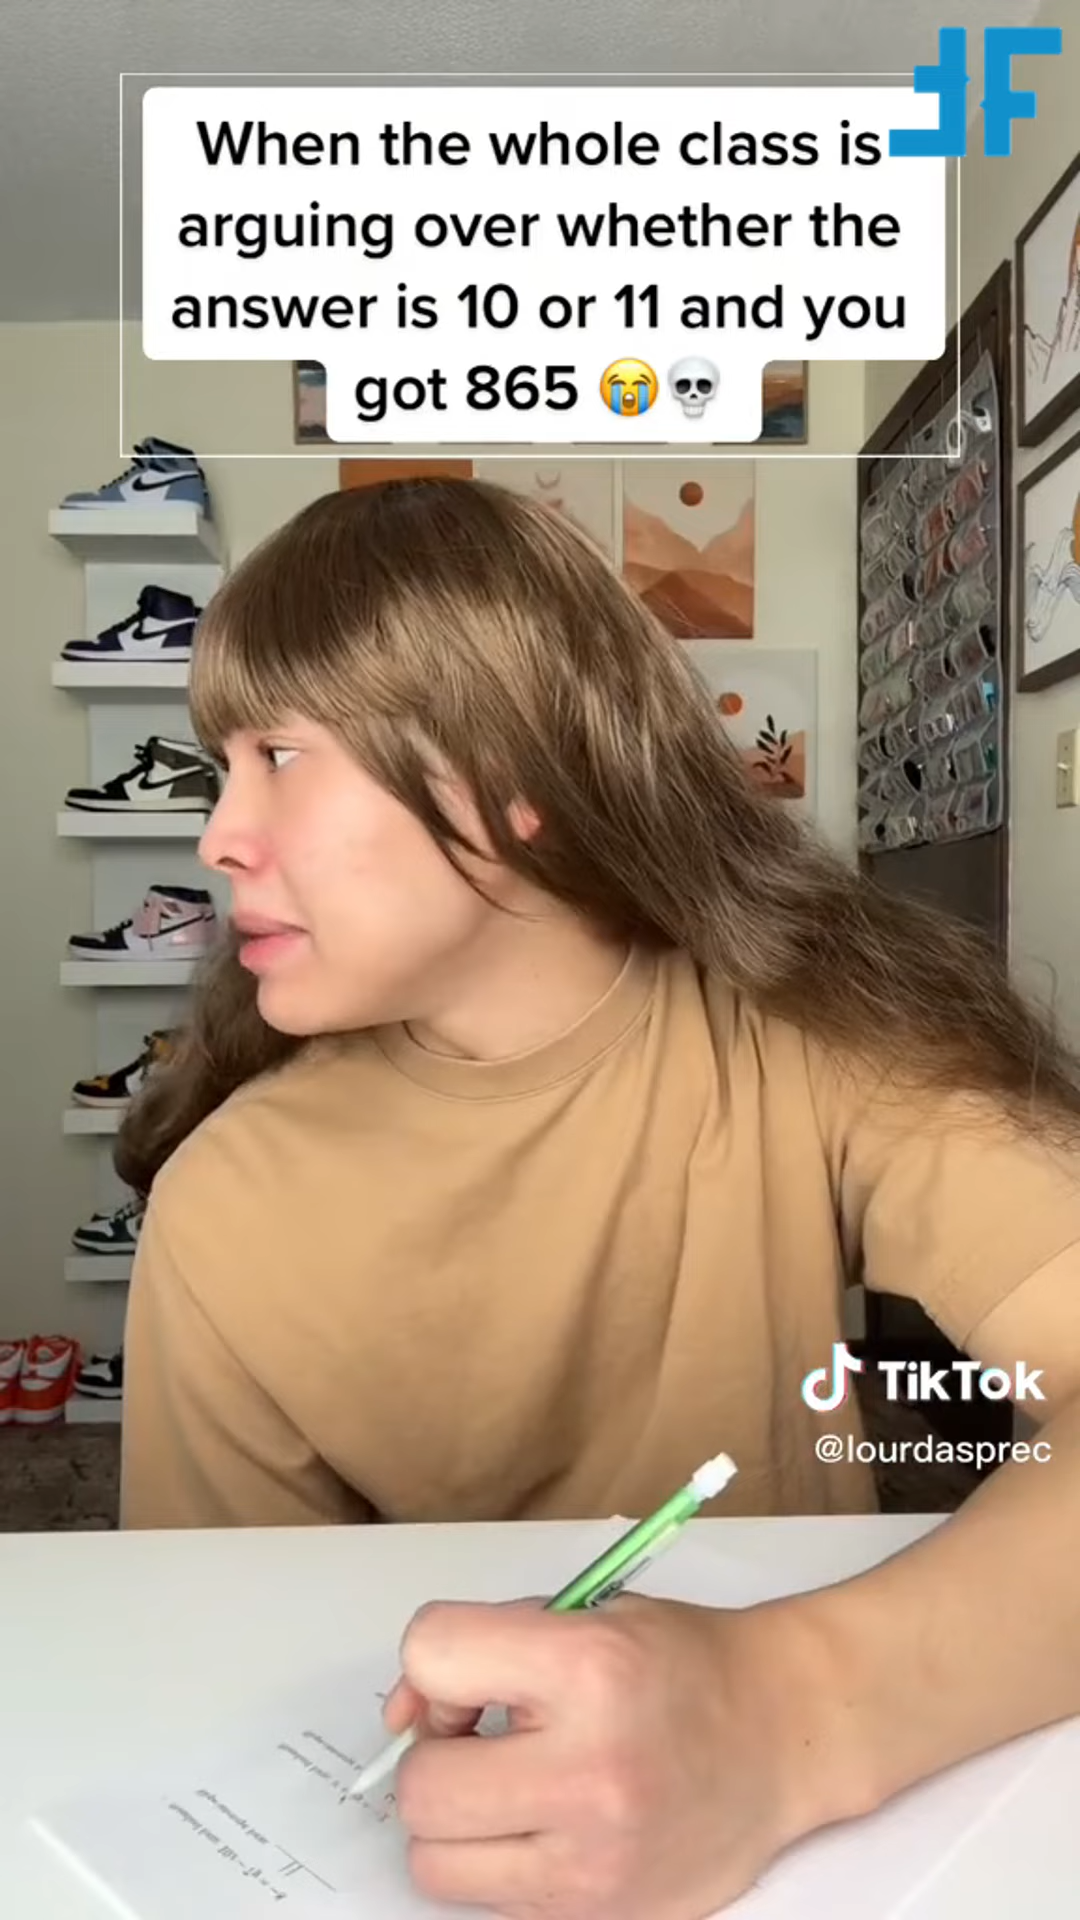 When the whole class is
arguing over whether the
answer is 10 or 11 and you
got 865 😭💀
TikTok
@lourdasprec